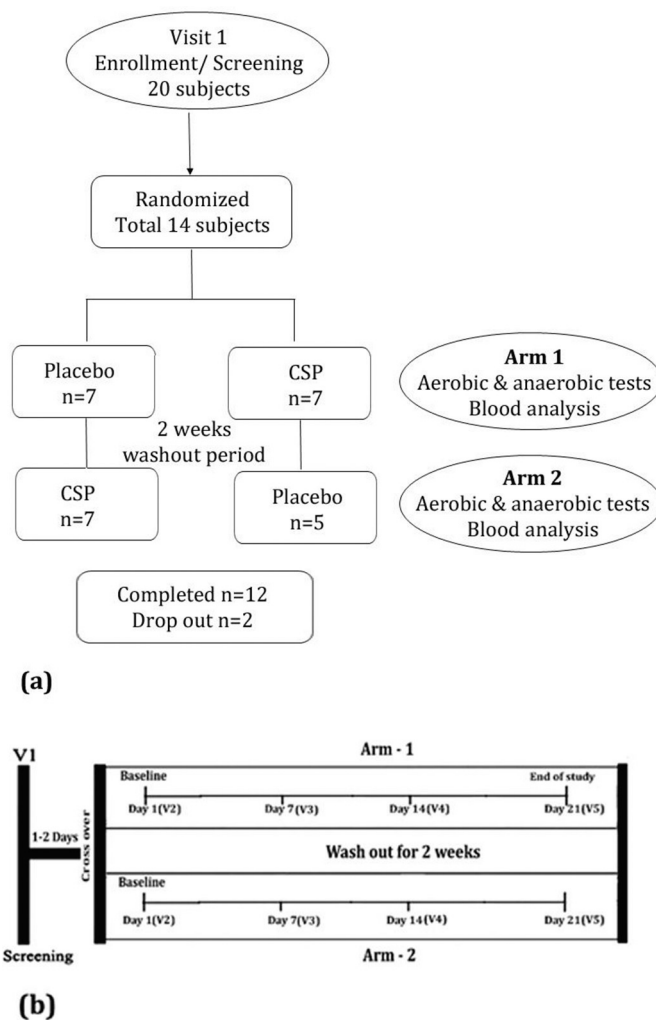 Visit 1
Enrollment/ Screening
20 subjects
Randomized
Total 14 subjects
Placebo
n=7
CSP
n=7
Arm 1
Aerobic & anaerobic tests
Blood analysis
2 weeks
washout period
CSP
n=7
Placebo
n=5
Arm 2
Aerobic & anaerobic tests
Blood analysis
Completed n=12
Drop out n=2
(a)
V1
1-2 Days
Screening
Cross over
Arm - 1
Baseline
End of study
Day 1(V2)
Day 7(V3)
Day 14(V4)
Day 21(V5)
Wash out for 2 weeks
Baseline
Day 1(V2)
Day 7(V3)
Day 14(V4)
Day 21(V5)
Arm - 2
(b)